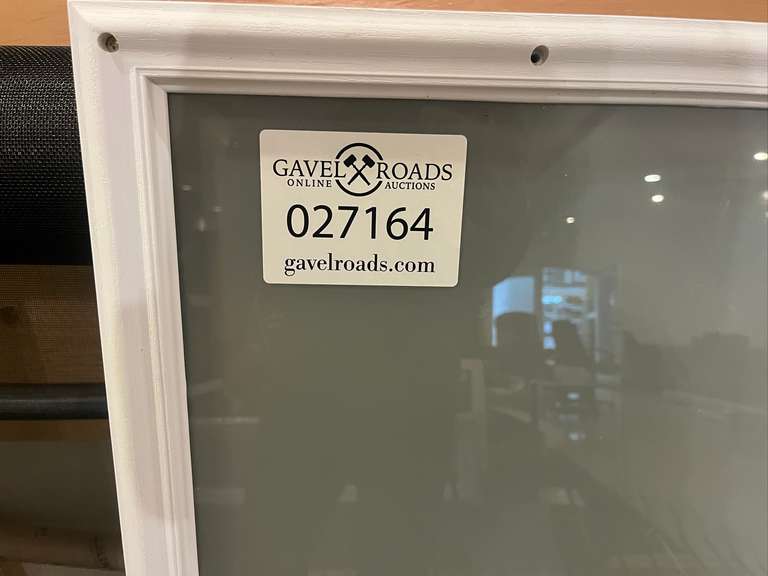 GAVEL ROADS
ONLINE AUCTIONS
027164
gavelroads.com